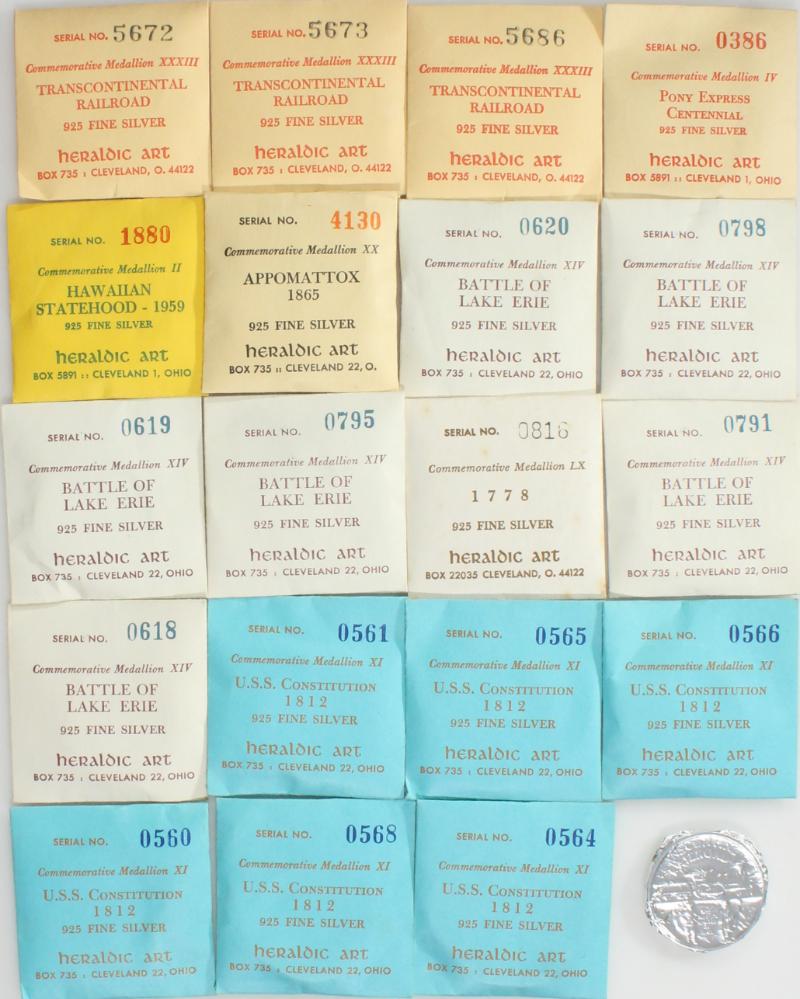 SERIAL NO. 5672
Commemorative Medallion XXXIII
TRANSCONTINENTAL
RAILROAD
925 FINE SILVER
heraldic art
BOX 735 : CLEVELAND, O. 44122
SERIAL NO. 5673
Commemorative Medallion XXXIII
TRANSCONTINENTAL
RAILROAD
925 FINE SILVER
heraldic art
BOX 735 : CLEVELAND, O. 44122
SERIAL NO. 5686
Commemorative Medallion XXXIII
TRANSCONTINENTAL
RAILROAD
925 FINE SILVER
heraldic art
BOX 735 : CLEVELAND, O. 44122
SERIAL NO. 0386
Commemorative Medallion IV
PONY EXPRESS
CENTENNIAL
925 FINE SILVER
heraldic art
BOX 5891 :: CLEVELAND 1, OHIO
SERIAL NO. 1880
Commemorative Medallion II
HAWAIIAN
STATEHOOD - 1959
925 FINE SILVER
heraldic art
BOX 5891 :: CLEVELAND 1, OHIO
SERIAL NO. 4130
Commemorative Medallion XX
APPOMATTOX
1865
925 FINE SILVER
heraldic art
BOX 735 :: CLEVELAND 22, O.
SERIAL NO. 0620
Commemorative Medallion XIV
BATTLE OF
LAKE ERIE
925 FINE SILVER
heraldic art
BOX 735 : CLEVELAND 22, OHIO
SERIAL NO. 0798
Commemorative Medallion XIV
BATTLE OF
LAKE ERIE
925 FINE SILVER
heraldic art
BOX 735 : CLEVELAND 22, OHIO
SERIAL NO. 0619
Commemorative Medallion XIV
BATTLE OF
LAKE ERIE
925 FINE SILVER
heraldic art
BOX 735 : CLEVELAND 22, OHIO
SERIAL NO. 0795
Commemorative Medallion XIV
BATTLE OF
LAKE ERIE
925 FINE SILVER
heraldic art
BOX 735 : CLEVELAND 22, OHIO
SERIAL NO. 0816
Commemorative Medallion LX
1778
925 FINE SILVER
heraldic art
BOX 22035 CLEVELAND, O. 44122
SERIAL NO. 0791
Commemorative Medallion XIV
BATTLE OF
LAKE ERIE
925 FINE SILVER
heraldic art
BOX 735 : CLEVELAND 22, OHIO
SERIAL NO. 0618
Commemorative Medallion XIV
BATTLE OF
LAKE ERIE
925 FINE SILVER
heraldic art
BOX 735 : CLEVELAND 22, OHIO
SERIAL NO. 0561
Commemorative Medallion XI
U.S.S. CONSTITUTION
1812
925 FINE SILVER
heraldic art
BOX 735 : CLEVELAND 22, OHIO
SERIAL NO. 0565
Commemorative Medallion XI
U.S.S. CONSTITUTION
1812
925 FINE SILVER
heraldic art
BOX 735 : CLEVELAND 22, OHIO
SERIAL NO. 0566
Commemorative Medallion XI
U.S.S. CONSTITUTION
1812
925 FINE SILVER
heraldic art
BOX 735 : CLEVELAND 22, OHIO
SERIAL NO. 0560
Commemorative Medallion XI
U.S.S. CONSTITUTION
1812
925 FINE SILVER
heraldic art
BOX 735 : CLEVELAND 22, OHIO
SERIAL NO. 0568
Commemorative Medallion XI
U.S.S. CONSTITUTION
1812
925 FINE SILVER
heraldic art
BOX 735 : CLEVELAND 22, OHIO
SERIAL NO. 0564
Commemorative Medallion XI
U.S.S. CONSTITUTION
1812
925 FINE SILVER
heraldic art
BOX 735 : CLEVELAND 22, OHIO